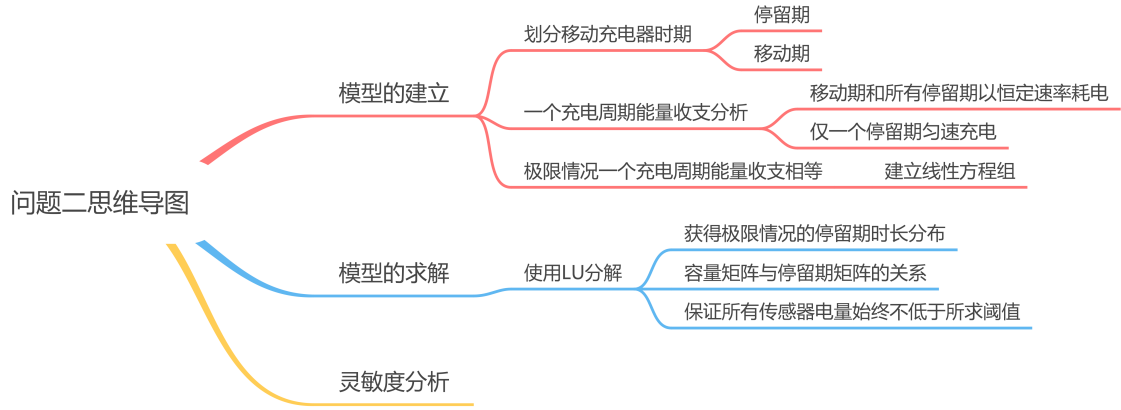 问题二思维导图
模型的建立
划分移动充电器时期
停留期
移动期
一个充电周期能量收支分析
移动期和所有停留期以恒定速率耗电
仅一个停留期匀速充电
极限情况一个充电周期能量收支相等
建立线性方程组
模型的求解
使用LU分解
获得极限情况的停留期时长分布
容量矩阵与停留期矩阵的关系
保证所有传感器电量始终不低于所求阈值
灵敏度分析